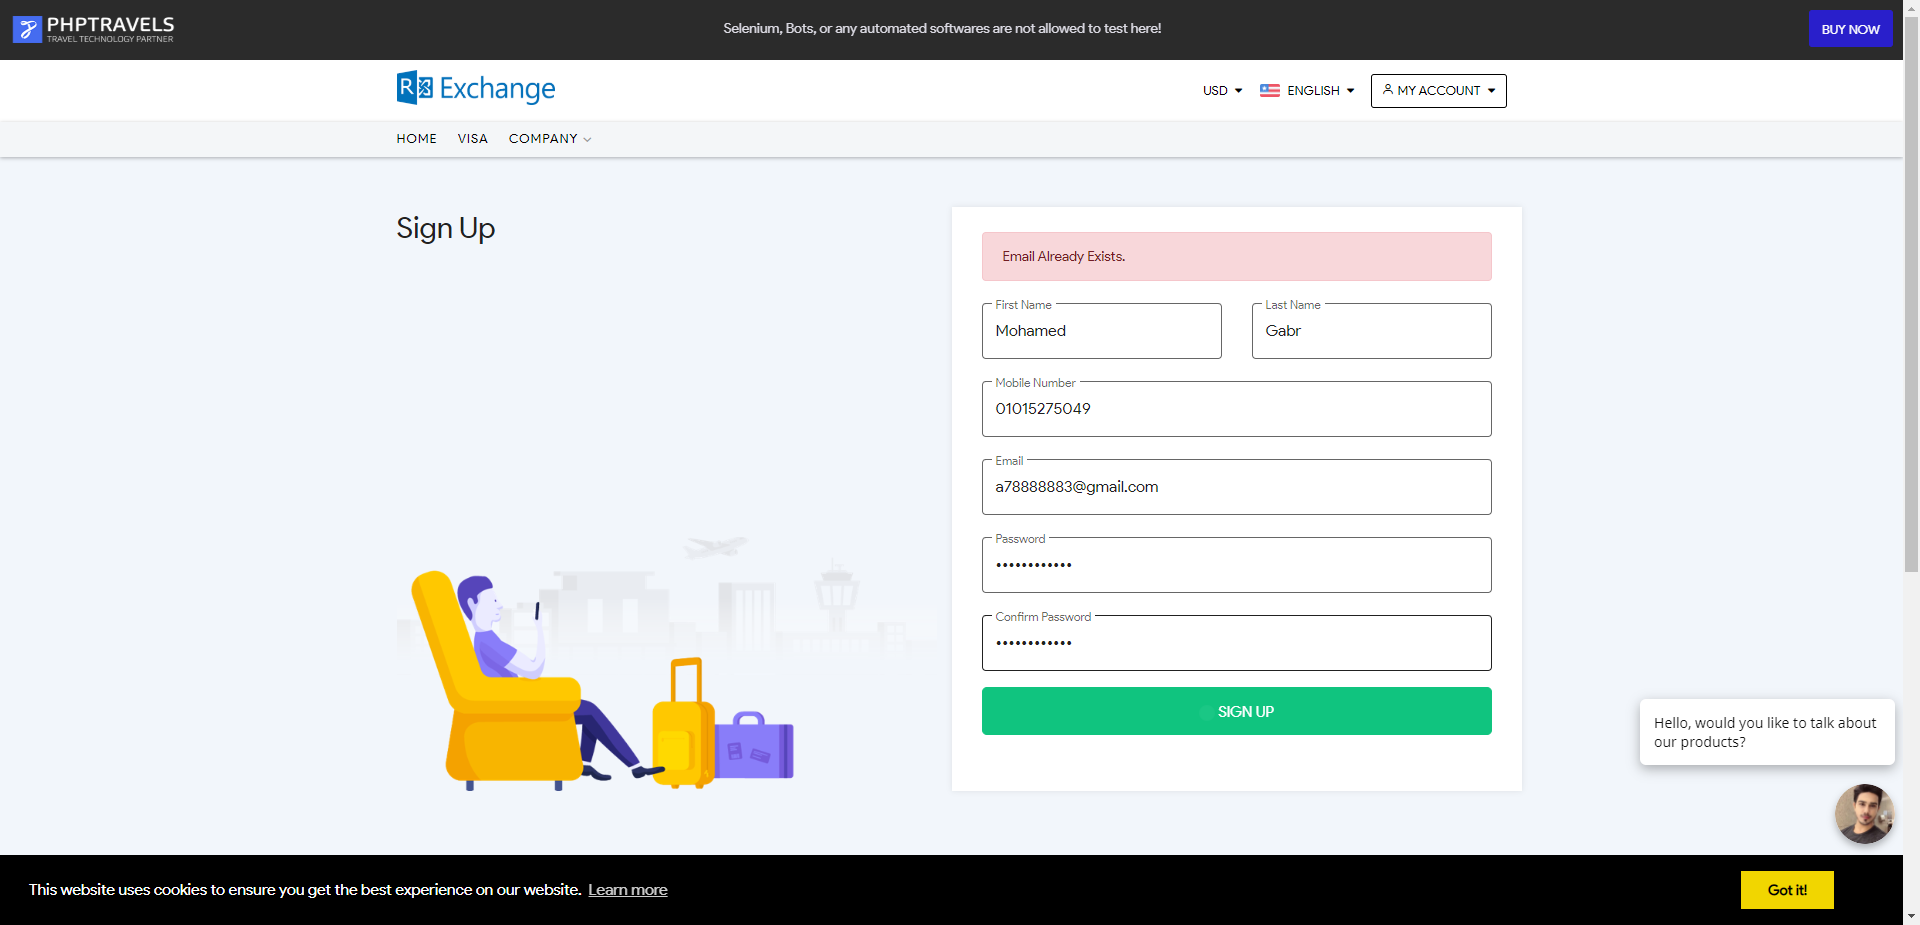 PHPTRAVELS
TRAVEL TECHNOLOGY PARTNER
Selenium, Bots, or any automated softwares are not allowed to test here!
BUY NOW
R Exchange
USD
ENGLISH
MY ACCOUNT
HOME
VISA
COMPANY
Sign Up
Email Already Exists.
First Name
Mohamed
Last Name
Gabr
Mobile Number
01015275049
Email
a78888883@gmail.com
Password
••••••••••••
Confirm Password
••••••••••••
SIGN UP
Hello, would you like to talk about
our products?
This website uses cookies to ensure you get the best experience on our website. Learn more
Got it!